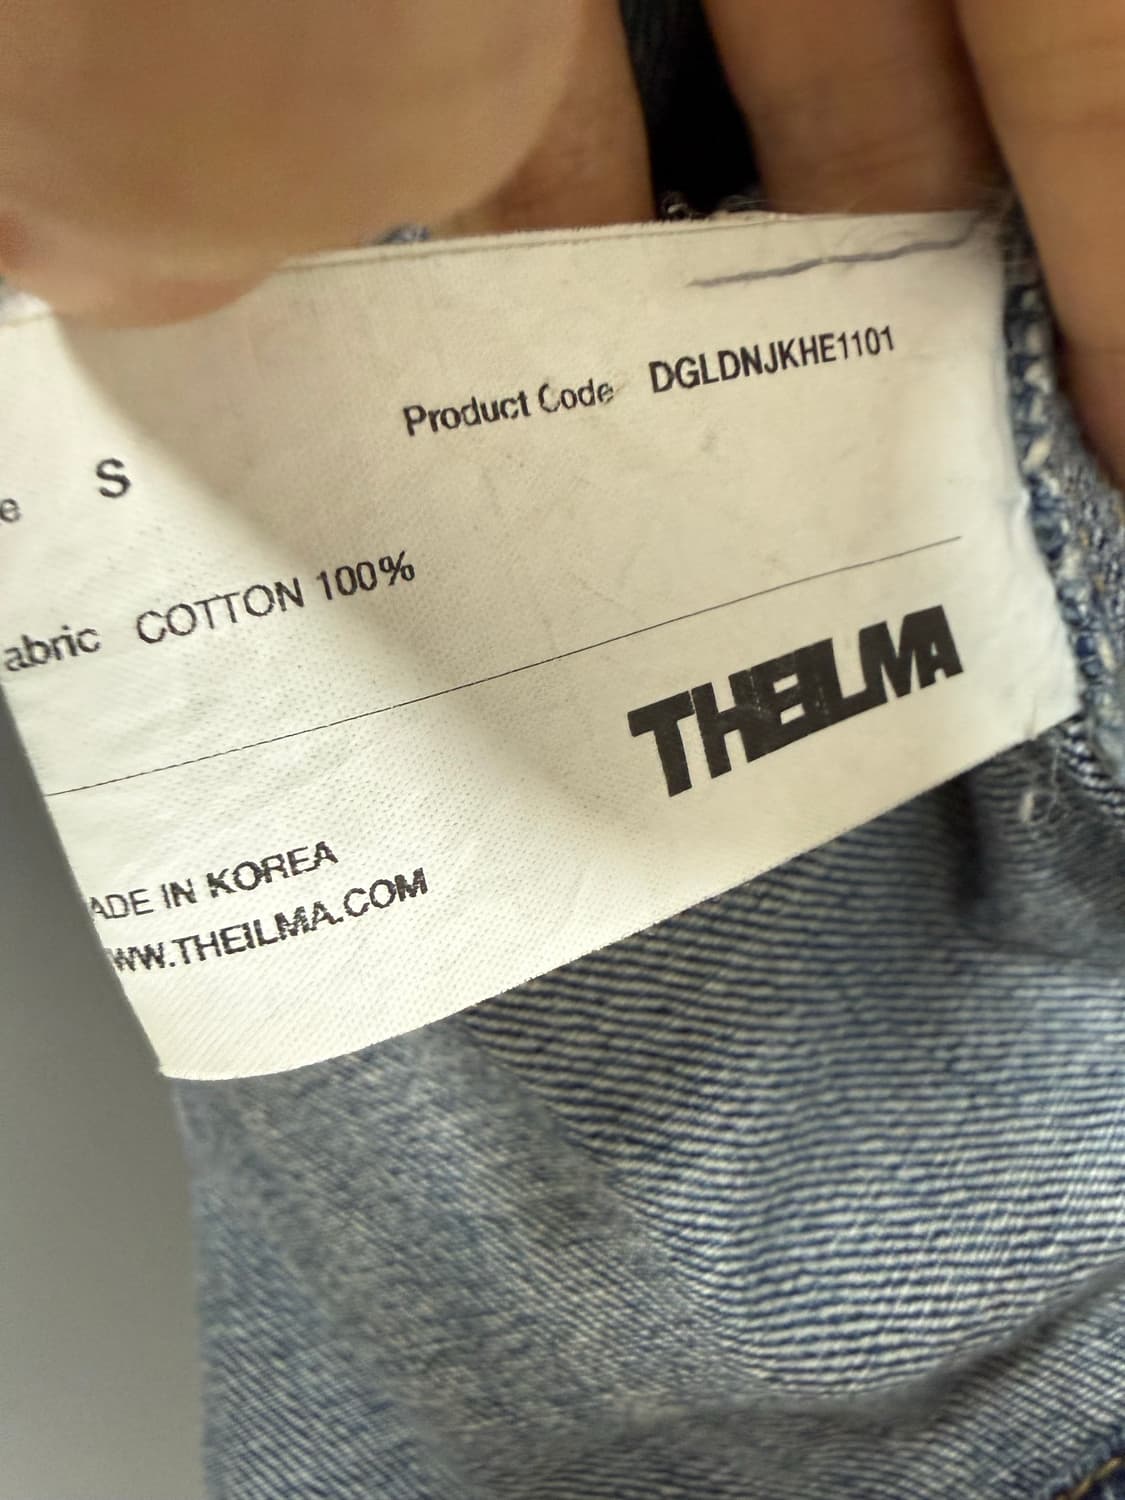 Product Code DGLDNJKHE1101
e S
abric COTTON 100%
THEILMA
ADE IN KOREA
WW.THEILMA.COM